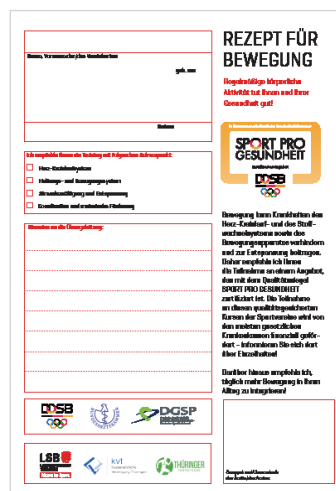 REZEPT FÜR
BEWEGUNG
Regelmäßige körperliche
Aktivität tut Ihnen und Ihrer
Gesundheit gut!
Name, Vorname des Versicherten
geb. am
Datum
Ich empfehle Ihnen ein Training mit folgendem Schwerpunkt:
Herz-Kreislaufsystem
Haltungs- und Bewegungssystem
Stressbewältigung und Entspannung
Koordination und motorische Förderung
Hinweise an die Übungsleitung:
SPORT PRO
GESUNDHEIT
DOSB
Bewegung kann Krankheiten des
Herz-Kreislauf- und des Stoff-
wechselsystems sowie des
Bewegungsapparates verhindern
und zur Entspannung beitragen.
Daher empfehle ich Ihnen
die Teilnahme an einem Angebot,
das mit dem Qualitätssiegel
SPORT PRO GESUNDHEIT
zertifiziert ist. Die Teilnahme
an diesen qualitätsgesicherten
Kursen der Sportvereine wird von
den meisten gesetzlichen
Krankenkassen finanziell geför-
dert – informieren Sie sich dort
über Einzelheiten!
Darüber hinaus empfehle ich,
täglich mehr Bewegung in Ihren
Alltag zu integrieren!
DOSB
DGSP
LSB
kvt
THÜRINGER